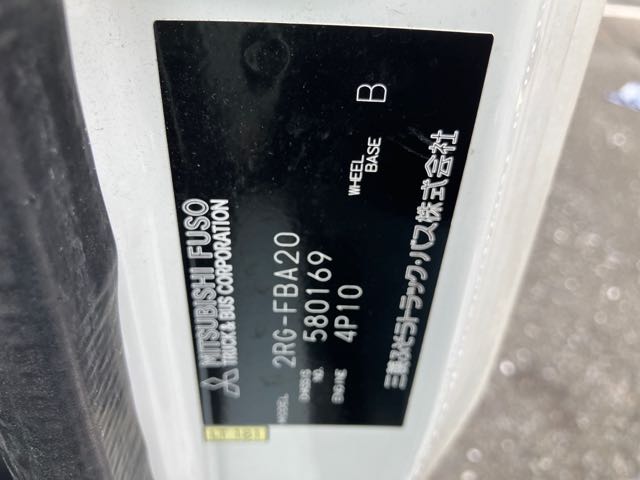 MITSUBISHI FUSO
TRUCK & BUS CORPORATION
MODEL 2RG-FBA20
CHASSIS NO. 580169
ENGINE 4P10
WHEEL BASE B
三菱ふそうトラック・バス株式会社